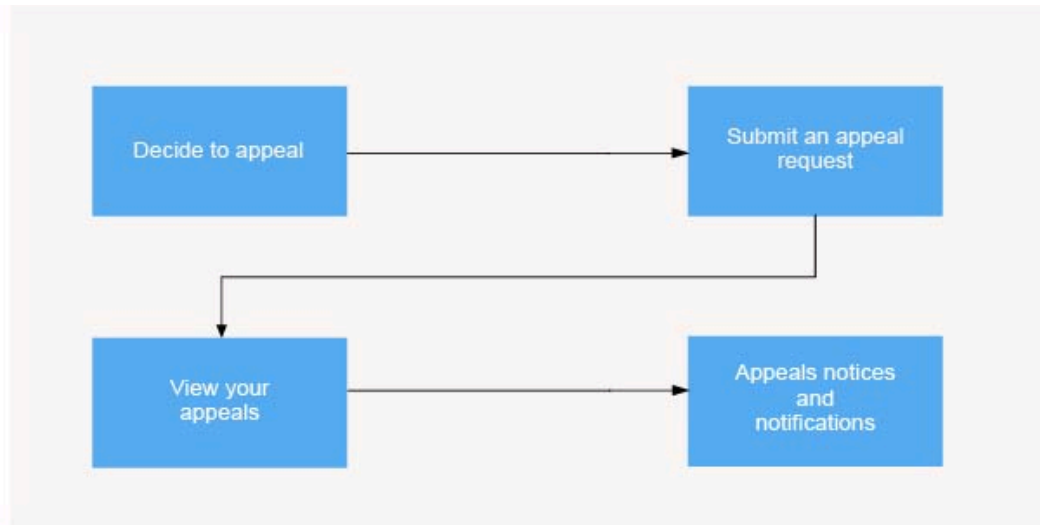 Decide to appeal
Submit an appeal
request
View your
appeals
Appeals notices
and
notifications